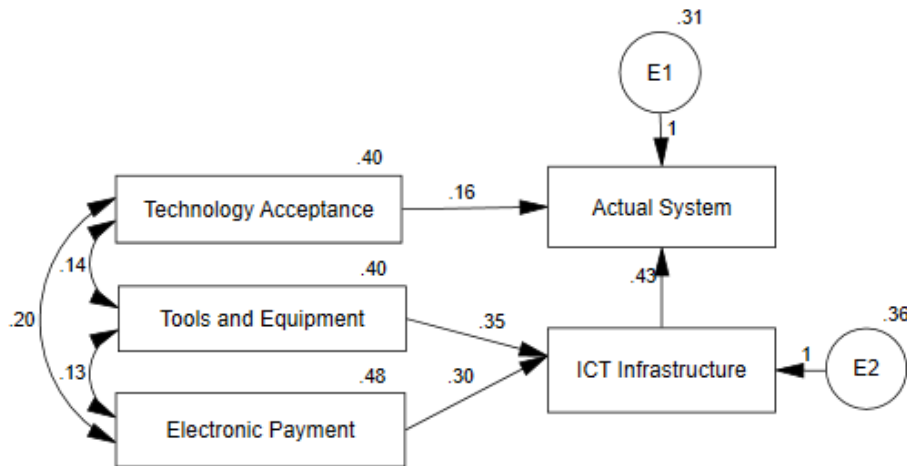 .31
E1
1
.40
Technology Acceptance
.16
Actual System
.14
.40
.43
.20
Tools and Equipment
.35
.36
.13
.48
.30
ICT Infrastructure
1
E2
Electronic Payment